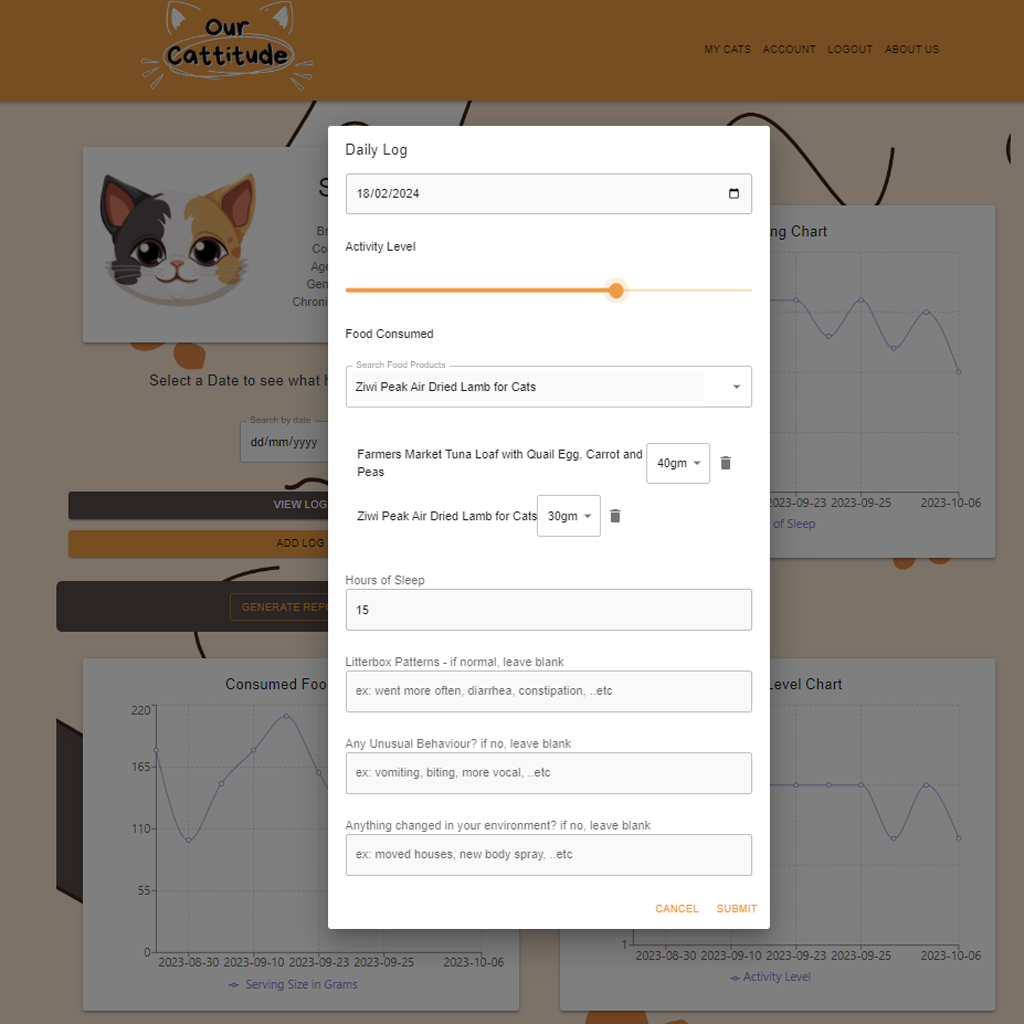 Our
Cattitude
MY CATS ACCOUNT LOGOUT ABOUT US
Daily Log
18/02/2024
Activity Level
Food Consumed
Search Food Products
Ziwi Peak Air Dried Lamb for Cats
Farmers Market Tuna Loaf with Quail Egg, Carrot and
Peas
40gm
Ziwi Peak Air Dried Lamb for Cats
30gm
Hours of Sleep
15
Litterbox Patterns - if normal, leave blank
ex: went more often, diarrhea, constipation, ..etc
Any Unusual Behaviour? if no, leave blank
ex: vomiting, biting, more vocal, ..etc
Anything changed in your environment? if no, leave blank
ex: moved houses, new body spray, ..etc
CANCEL SUBMIT
Select a Date to see what
Search by date
dd/mm/yyyy
VIEW LOG
ADD LOG
GENERATE
Chart
2023-09-23 2023-09-25 2023-10-06
of Sleep
Consumed
220
165
110
55
0
2023-08-30 2023-09-10 2023-09-23 2023-09-25 2023-10-06
Serving Size in Grams
Level Chart
1
2023-08-30 2023-09-10 2023-09-23 2023-09-25 2023-10-06
Activity Level